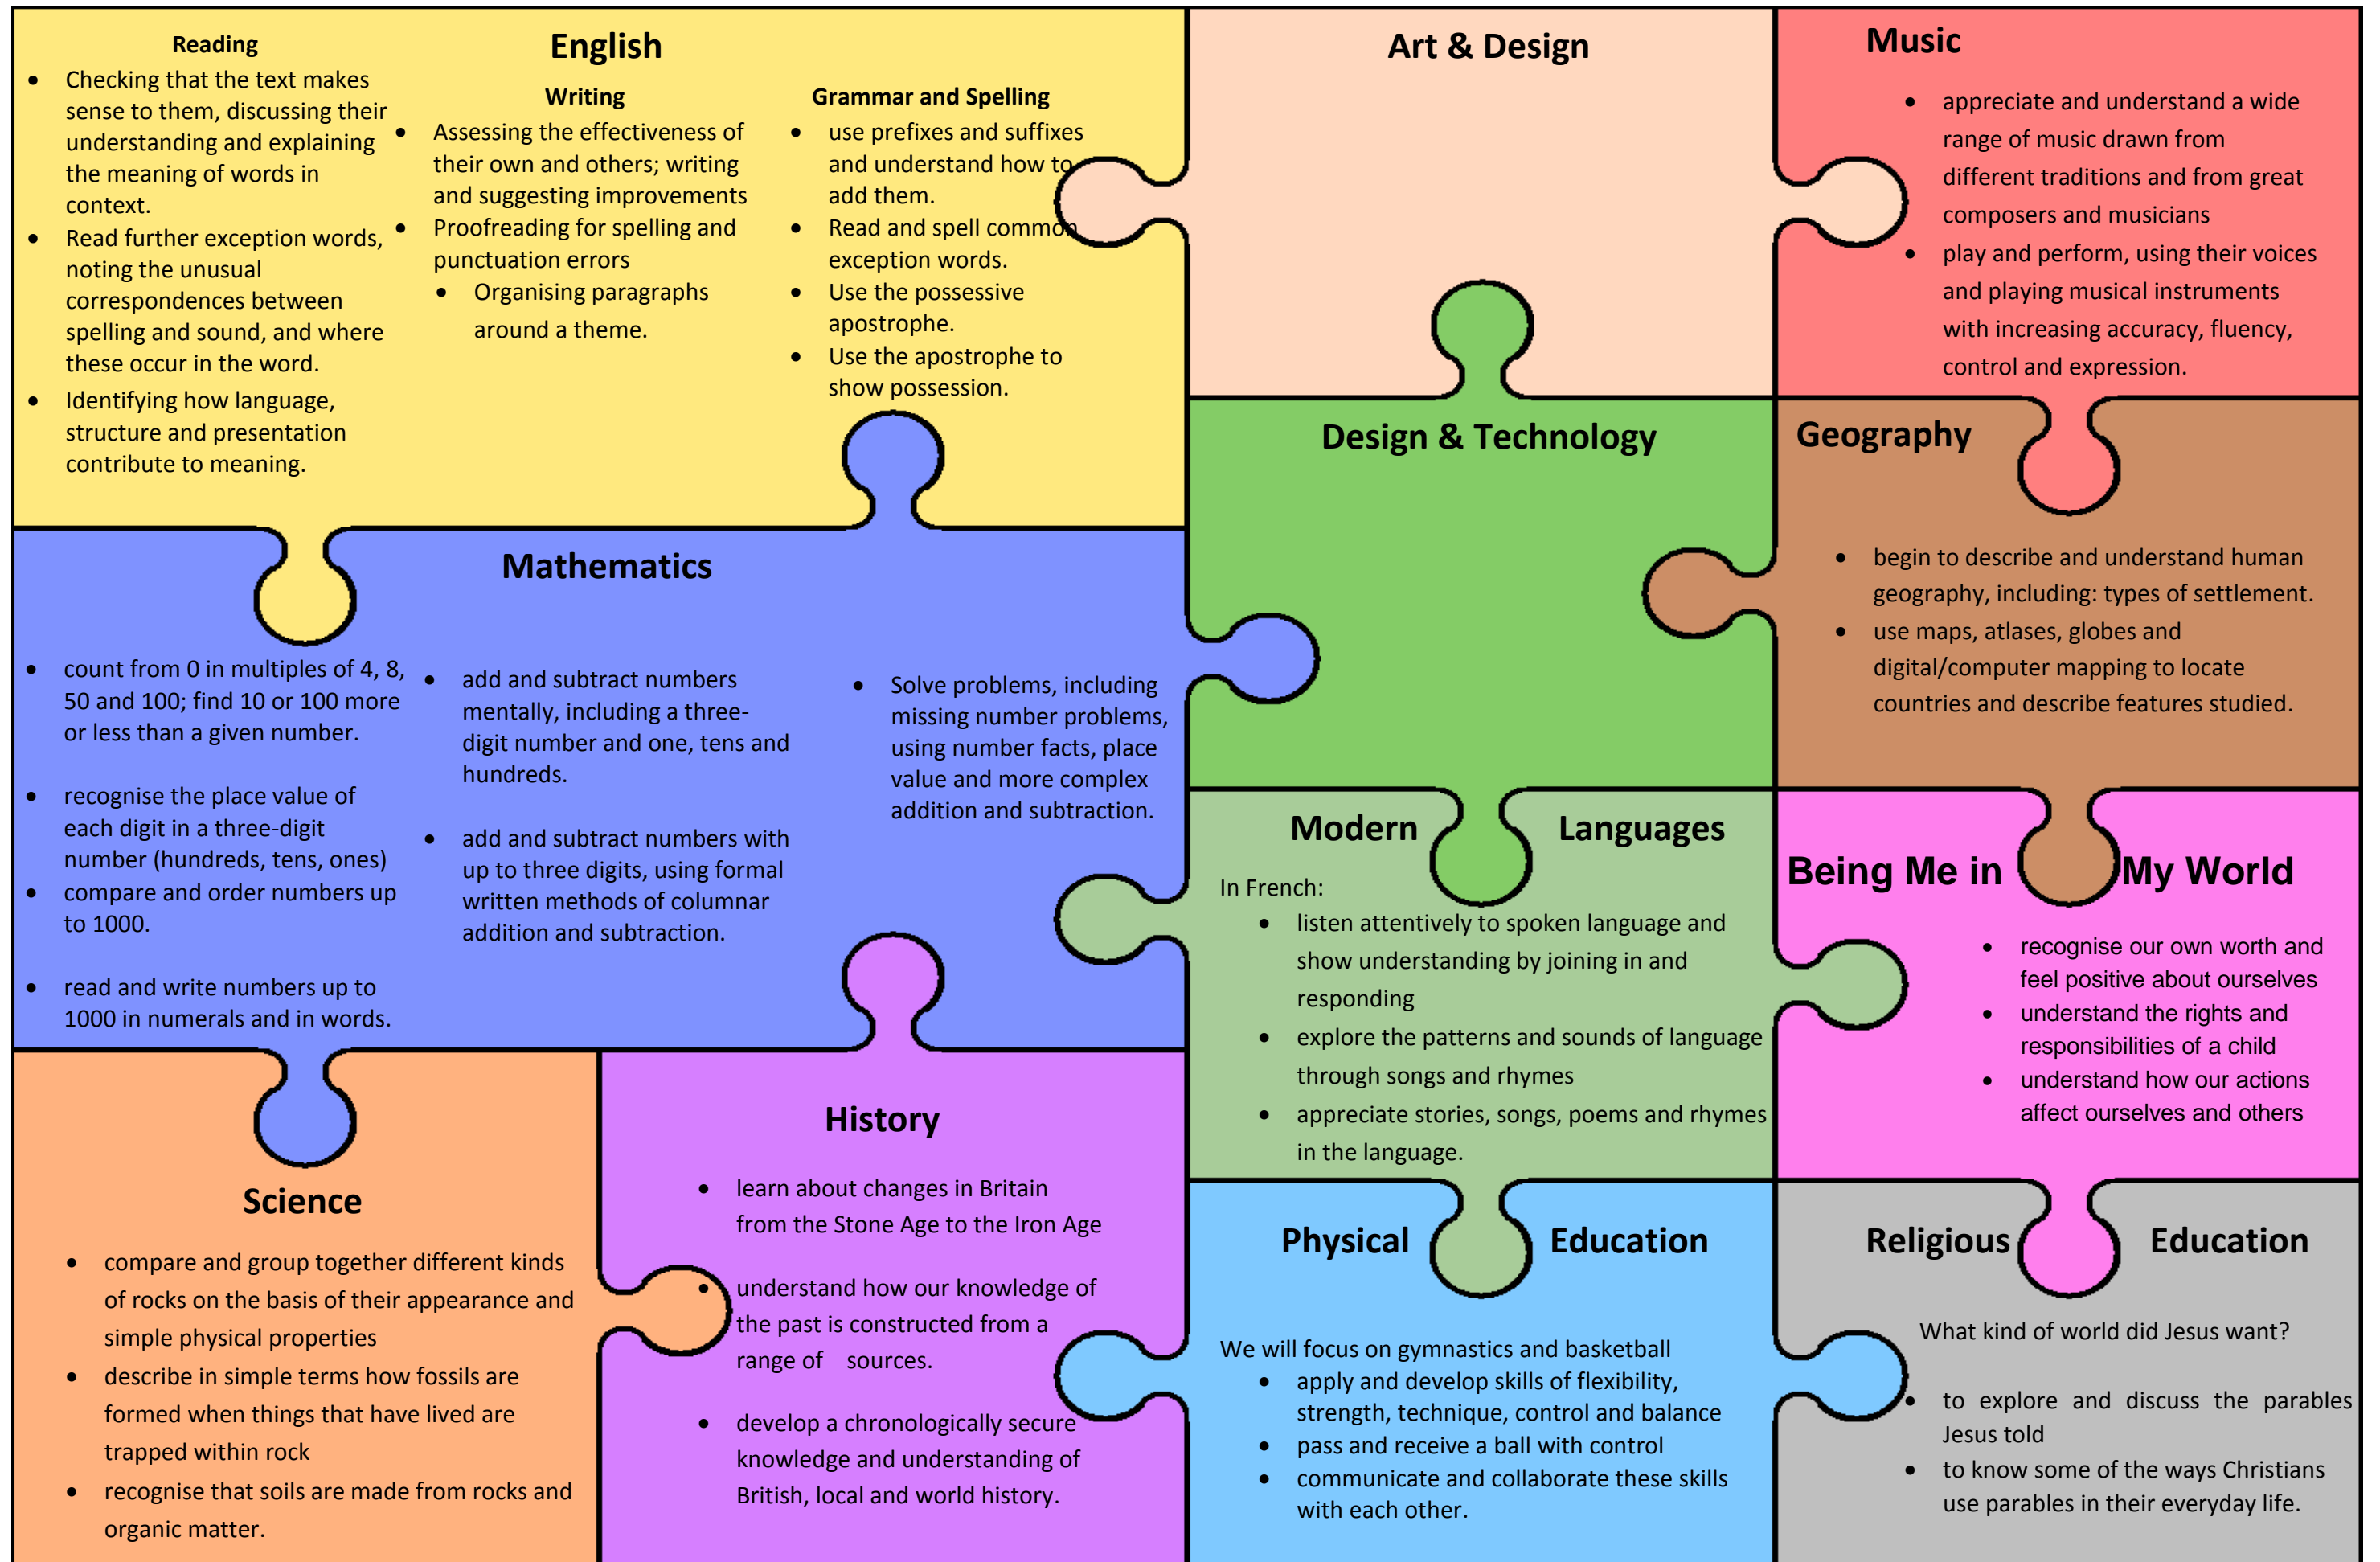 English
Reading
• Checking that the text makes
sense to them, discussing their
understanding and explaining
the meaning of words in
context.
• Read further exception words,
noting the unusual
correspondences between
spelling and sound, and where
these occur in the word.
• Identifying how language,
structure and presentation
contribute to meaning.
Writing
• Assessing the effectiveness of
their own and others; writing
and suggesting improvements
• Proofreading for spelling and
punctuation errors
• Organising paragraphs
around a theme.
Grammar and Spelling
• use prefixes and suffixes
and understand how to
add them.
• Read and spell common
exception words.
• Use the possessive
apostrophe.
• Use the apostrophe to
show possession.
Art & Design
Music
• appreciate and understand a wide
range of music drawn from
different traditions and from great
composers and musicians
• play and perform, using their voices
and playing musical instruments
with increasing accuracy, fluency,
control and expression.
Design & Technology
Geography
• begin to describe and understand human
geography, including: types of settlement.
• use maps, atlases, globes and
digital/computer mapping to locate
countries and describe features studied.
Mathematics
• count from 0 in multiples of 4, 8,
50 and 100; find 10 or 100 more
or less than a given number.
• recognise the place value of
each digit in a three-digit
number (hundreds, tens, ones)
• compare and order numbers up
to 1000.
• read and write numbers up to
1000 in numerals and in words.
• add and subtract numbers
mentally, including a three-
digit number and one, tens and
hundreds.
• add and subtract numbers with
up to three digits, using formal
written methods of columnar
addition and subtraction.
• Solve problems, including
missing number problems,
using number facts, place
value and more complex
addition and subtraction.
Modern Languages
In French:
• listen attentively to spoken language and
show understanding by joining in and
responding
• explore the patterns and sounds of language
through songs and rhymes
• appreciate stories, songs, poems and rhymes
in the language.
Being Me in My World
• recognise our own worth and
feel positive about ourselves
• understand the rights and
responsibilities of a child
• understand how our actions
affect ourselves and others
Science
• compare and group together different kinds
of rocks on the basis of their appearance and
simple physical properties
• describe in simple terms how fossils are
formed when things that have lived are
trapped within rock
• recognise that soils are made from rocks and
organic matter.
History
• learn about changes in Britain
from the Stone Age to the Iron Age
• understand how our knowledge of
the past is constructed from a
range of sources.
• develop a chronologically secure
knowledge and understanding of
British, local and world history.
Physical Education
We will focus on gymnastics and basketball
• apply and develop skills of flexibility,
strength, technique, control and balance
• pass and receive a ball with control
• communicate and collaborate these skills
with each other.
Religious Education
What kind of world did Jesus want?
• to explore and discuss the parables
Jesus told
• to know some of the ways Christians
use parables in their everyday life.